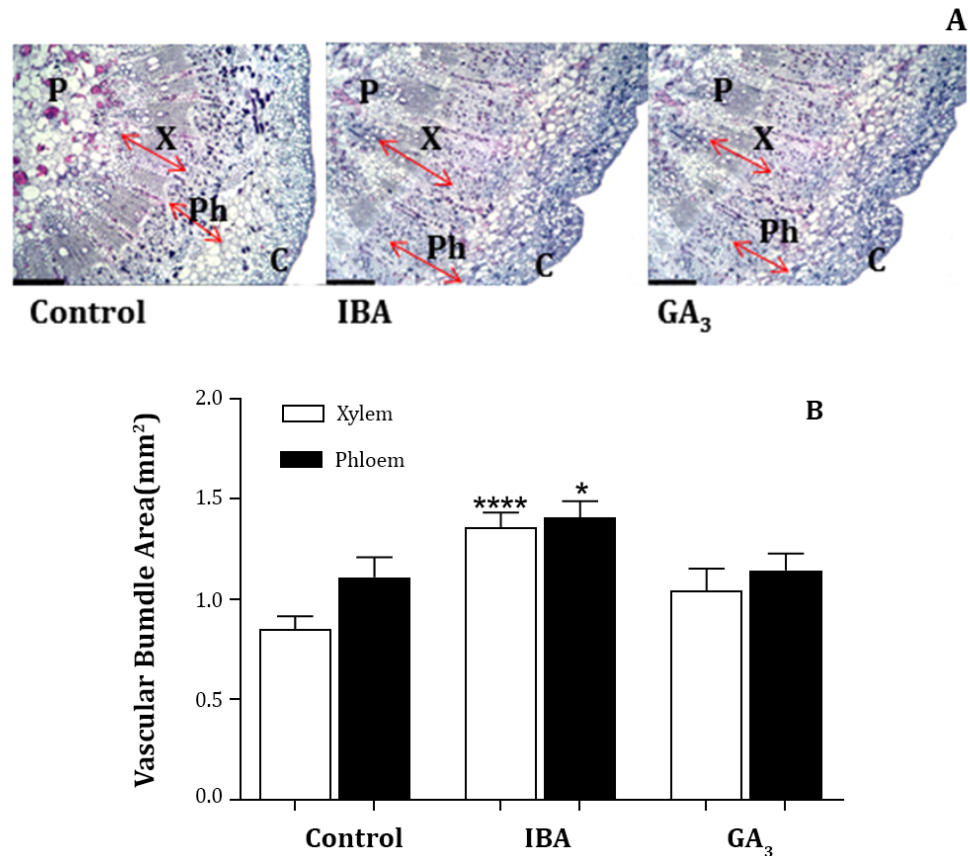 A
P
X
Ph
C
P
X
Ph
C
P
X
Ph
C
Control
IBA
GA₃
B
Xylem
Phloem
Vascular Bumdle Area(mm²)
2.0
1.5
1.0
0.5
0.0
****
*
Control
IBA
GA₃